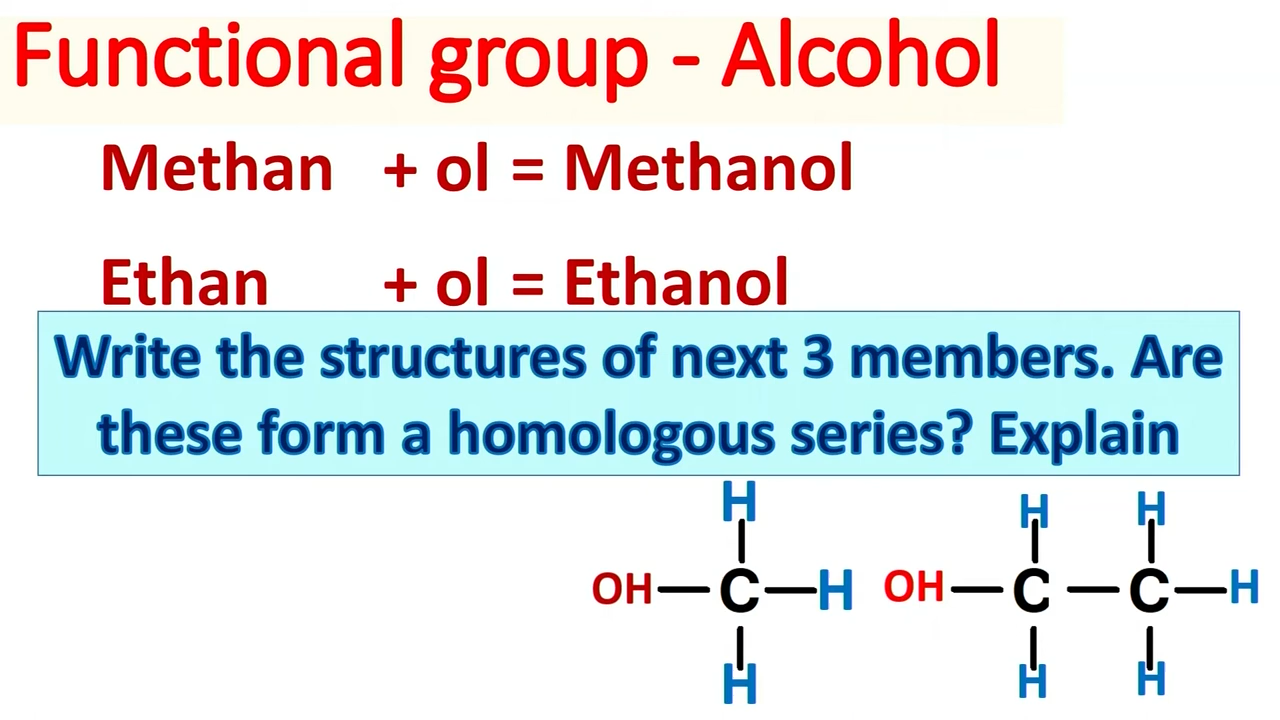 Functional group - Alcohol
Methan + ol = Methanol
Ethan + ol = Ethanol
Write the structures of next 3 members. Are
these form a homologous series? Explain
H H H
OH C H OH C C H
H H H